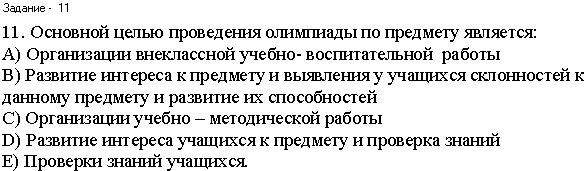 Задание - 11
11. Основной целью проведения олимпиады по предмету является:
A) Организации внеклассной учебно- воспитательной работы
B) Развитие интереса к предмету и выявления у учащихся склонностей к
данному предмету и развитие их способностей
C) Организации учебно – методической работы
D) Развитие интереса учащихся к предмету и проверка знаний
E) Проверки знаний учащихся.